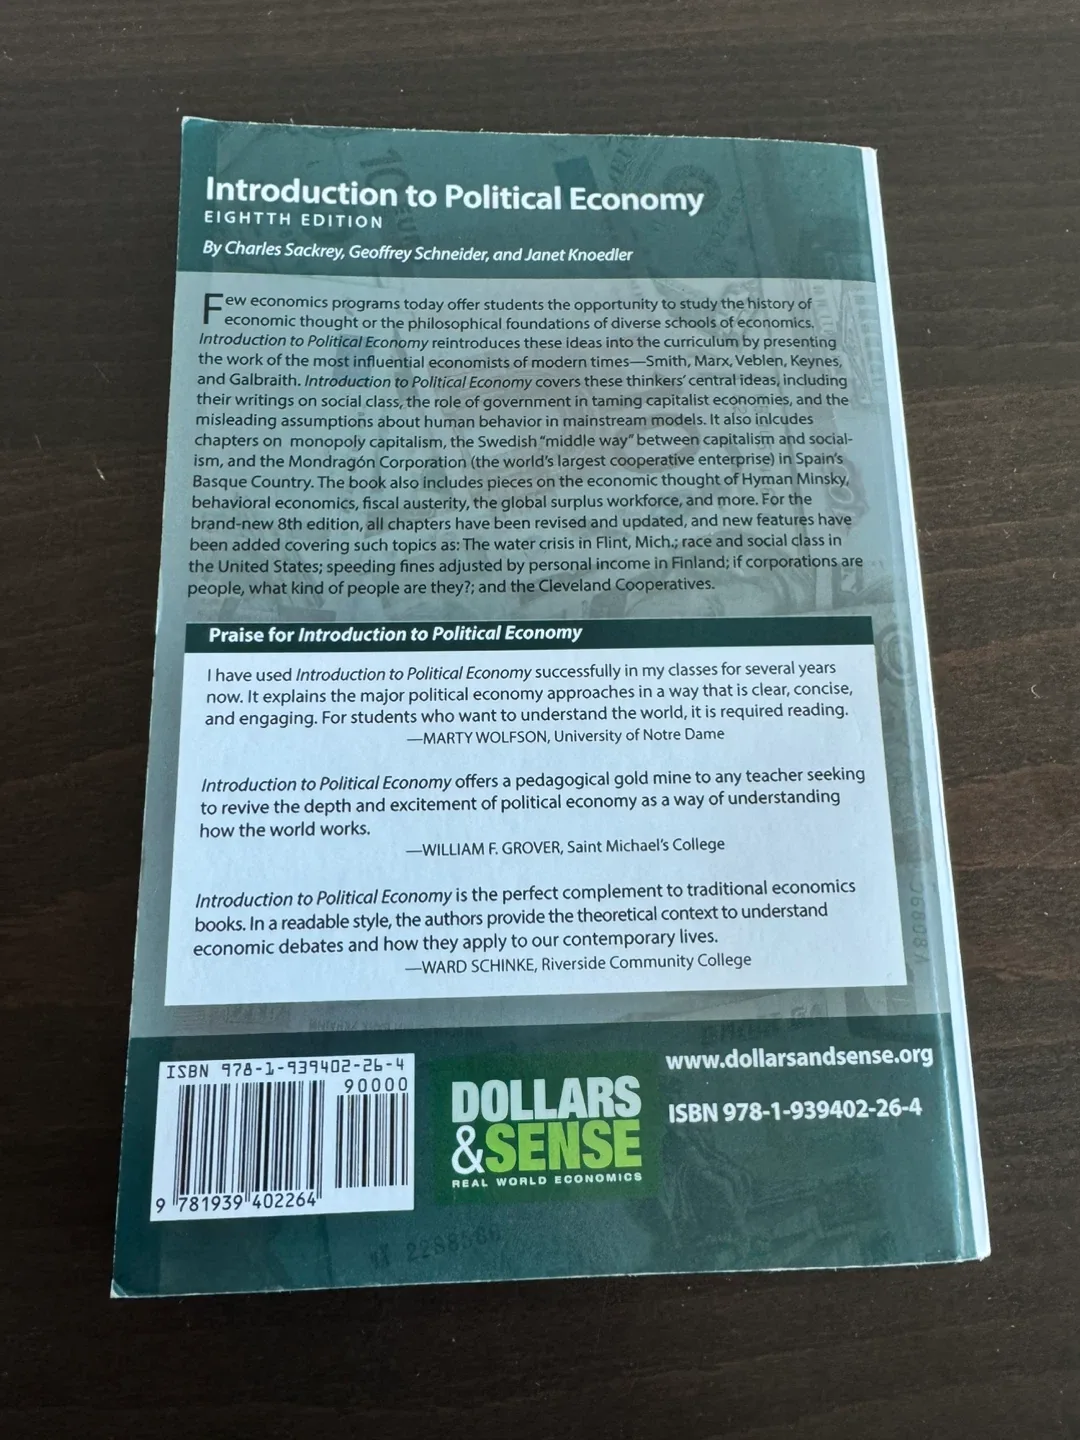 Introduction to Political Economy
EIGHTTH EDITION
By Charles Sackrey, Geoffrey Schneider, and Janet Knoedler
Few economics programs today offer students the opportunity to study the history of
economic thought or the philosophical foundations of diverse schools of economics.
Introduction to Political Economy reintroduces these ideas into the curriculum by presenting
the work of the most influential economists of modern times—Smith, Marx, Veblen, Keynes,
and Galbraith. Introduction to Political Economy covers these thinkers' central ideas, including
their writings on social class, the role of government in taming capitalist economies, and the
misleading assumptions about human behavior in mainstream models. It also inlcudes
chapters on monopoly capitalism, the Swedish "middle way" between capitalism and social-
ism, and the Mondragón Corporation (the world's largest cooperative enterprise) in Spain's
Basque Country. The book also includes pieces on the economic thought of Hyman Minsky,
behavioral economics, fiscal austerity, the global surplus workforce, and more. For the
brand-new 8th edition, all chapters have been revised and updated, and new features have
been added covering such topics as: The water crisis in Flint, Mich.; race and social class in
the United States; speeding fines adjusted by personal income in Finland; if corporations are
people, what kind of people are they?; and the Cleveland Cooperatives.
Praise for Introduction to Political Economy
I have used Introduction to Political Economy successfully in my classes for several years
now. It explains the major political economy approaches in a way that is clear, concise,
and engaging. For students who want to understand the world, it is required reading.
—MARTY WOLFSON, University of Notre Dame
Introduction to Political Economy offers a pedagogical gold mine to any teacher seeking
to revive the depth and excitement of political economy as a way of understanding
how the world works.
—WILLIAM F. GROVER, Saint Michael's College
Introduction to Political Economy is the perfect complement to traditional economics
books. In a readable style, the authors provide the theoretical context to understand
economic debates and how they apply to our contemporary lives.
—WARD SCHINKE, Riverside Community College
ISBN 978-1-939402-26-4
90000
9 781939 402264
DOLLARS
&SENSE
REAL WORLD ECONOMICS
www.dollarsandsense.org
ISBN 978-1-939402-26-4